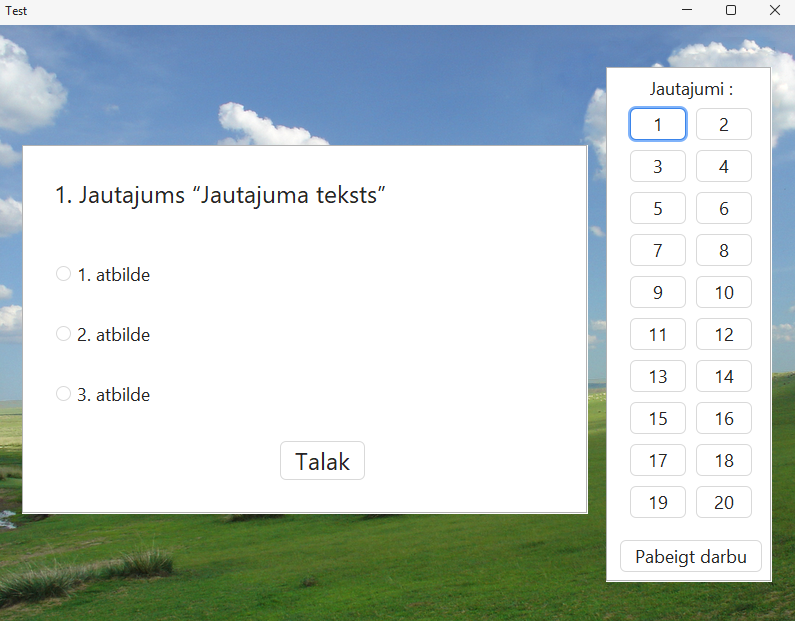 Test
1. Jautajums “Jautajuma teksts”
1. atbilde
2. atbilde
3. atbilde
Talak
Jautajumi :
1 2
3 4
5 6
7 8
9 10
11 12
13 14
15 16
17 18
19 20
Pabeigt darbu